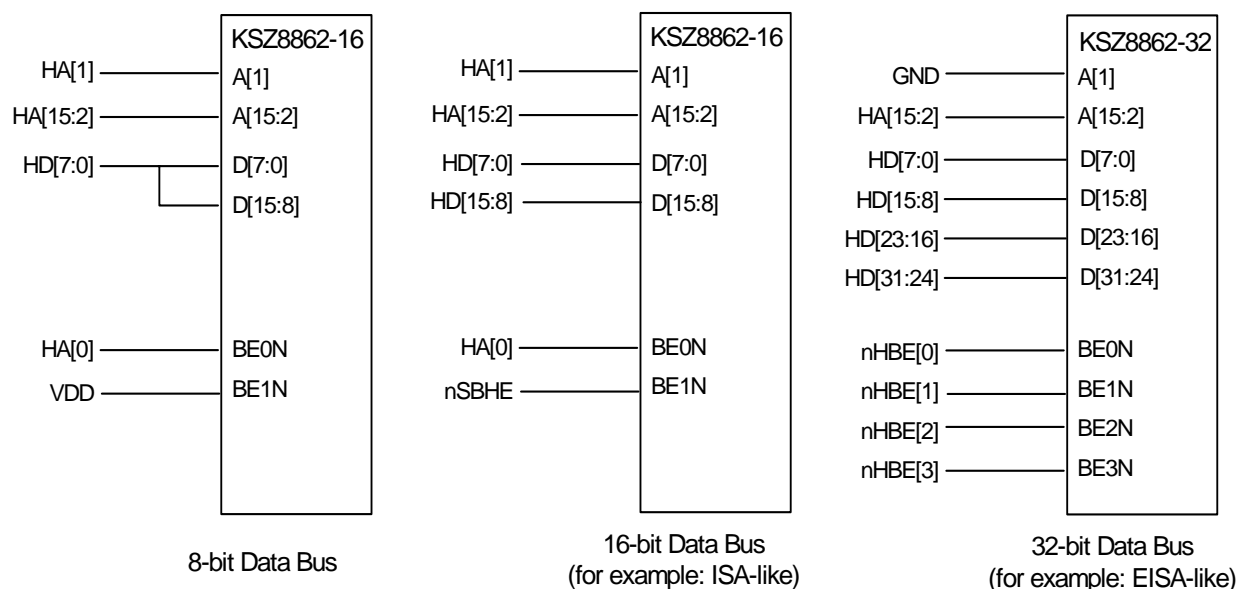 KSZ8862-16
HA[1]
A[1]
HA[15:2]
A[15:2]
HD[7:0]
D[7:0]
D[15:8]
HA[0]
BE0N
VDD
BE1N
8-bit Data Bus
KSZ8862-16
HA[1]
A[1]
HA[15:2]
A[15:2]
HD[7:0]
D[7:0]
HD[15:8]
D[15:8]
HA[0]
BE0N
nSBHE
BE1N
16-bit Data Bus
(for example: ISA-like)
KSZ8862-32
GND
A[1]
HA[15:2]
A[15:2]
HD[7:0]
D[7:0]
HD[15:8]
D[15:8]
HD[23:16]
D[23:16]
HD[31:24]
D[31:24]
nHBE[0]
BE0N
nHBE[1]
BE1N
nHBE[2]
BE2N
nHBE[3]
BE3N
32-bit Data Bus
(for example: EISA-like)